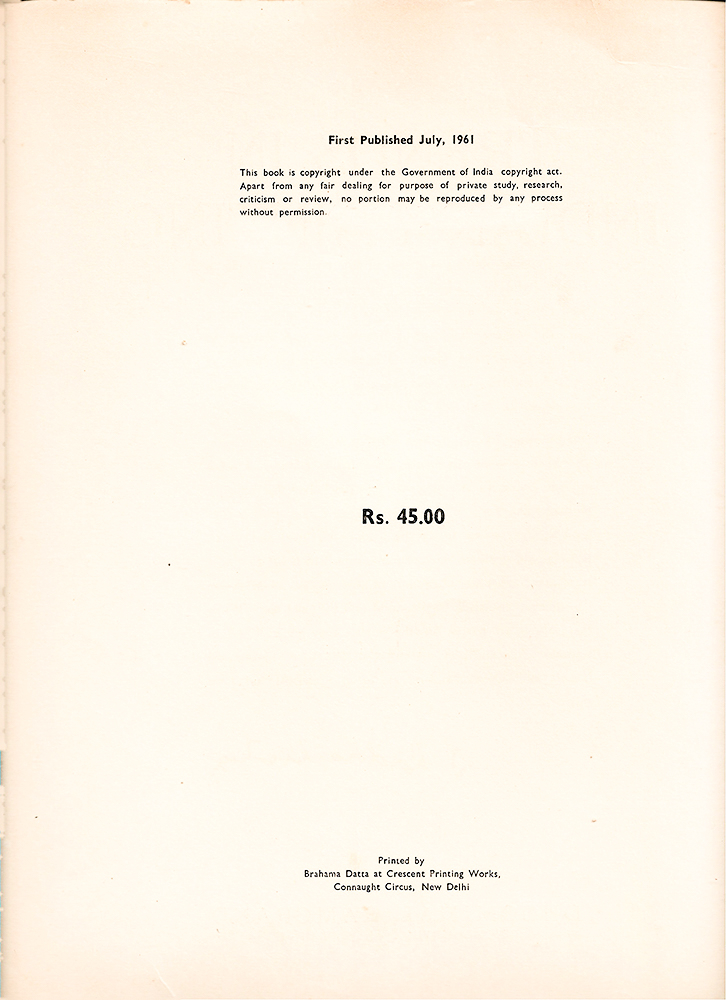 First Published July, 1961
This book is copyright under the Government of India copyright act.
Apart from any fair dealing for purpose of private study, research,
criticism or review, no portion may be reproduced by any process
without permission.
Rs. 45.00
Printed by
Brahama Datta at Crescent Printing Works,
Connaught Circus, New Delhi